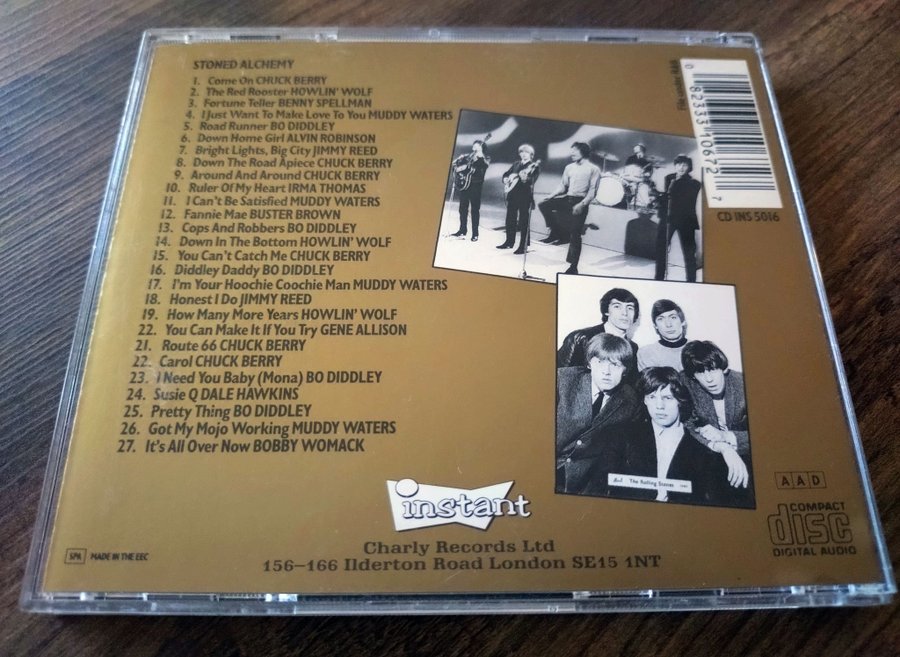 STONED ALCHEMY
1. Come On CHUCK BERRY
2. The Red Rooster HOWLIN' WOLF
3. Fortune Teller BENNY SPELLMAN
4. I Just Want To Make Love To You MUDDY WATERS
5. Road Runner BO DIDDLEY
6. Down Home Girl ALVIN ROBINSON
7. Bright Lights, Big City JIMMY REED
8. Down The Road Apiece CHUCK BERRY
9. Around And Around CHUCK BERRY
10. Ruler Of My Heart IRMA THOMAS
11. I Can't Be Satisfied MUDDY WATERS
12. Fannie Mae BUSTER BROWN
13. Cops And Robbers BO DIDDLEY
14. Down In The Bottom HOWLIN' WOLF
15. You Can't Catch Me CHUCK BERRY
16. Diddley Daddy BO DIDDLEY
17. I'm Your Hoochie Coochie Man MUDDY WATERS
18. Honest I Do JIMMY REED
19. How Many More Years HOWLIN' WOLF
22. You Can Make It If You Try GENE ALLISON
21. Route 66 CHUCK BERRY
22. Carol CHUCK BERRY
23. I Need You Baby (Mona) BO DIDDLEY
24. Susie Q DALE HAWKINS
25. Pretty Thing BO DIDDLEY
26. Got My Mojo Working MUDDY WATERS
27. It's All Over Now BOBBY WOMACK
File under: R&B
0 82333 10672 7
CD INS 5016
The Rolling Stones
instant
Charly Records Ltd
156–166 Ilderton Road London SE15 1NT
SPA MADE IN THE EEC
AAD
COMPACT
disc
DIGITAL AUDIO